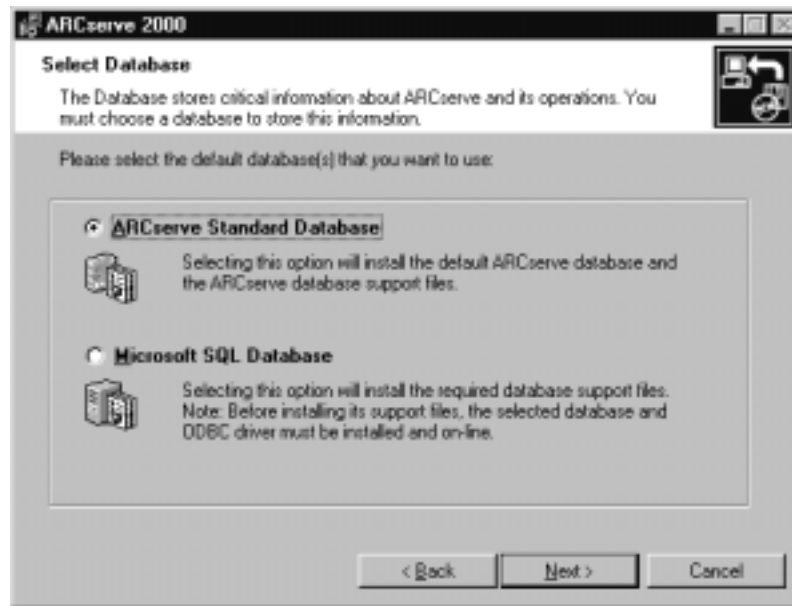 ARCserve 2000
Select Database
The Database stores critical information about ARCserve and its operations. You
must choose a database to store this information.
Please select the default database(s) that you want to use:
ARCserve Standard Database
Selecting this option will install the default ARCserve database and
the ARCserve database support files.
Microsoft SQL Database
Selecting this option will install the required database support files.
Note: Before installing its support files, the selected database and
ODBC driver must be installed and on-line.
< Back
Next >
Cancel